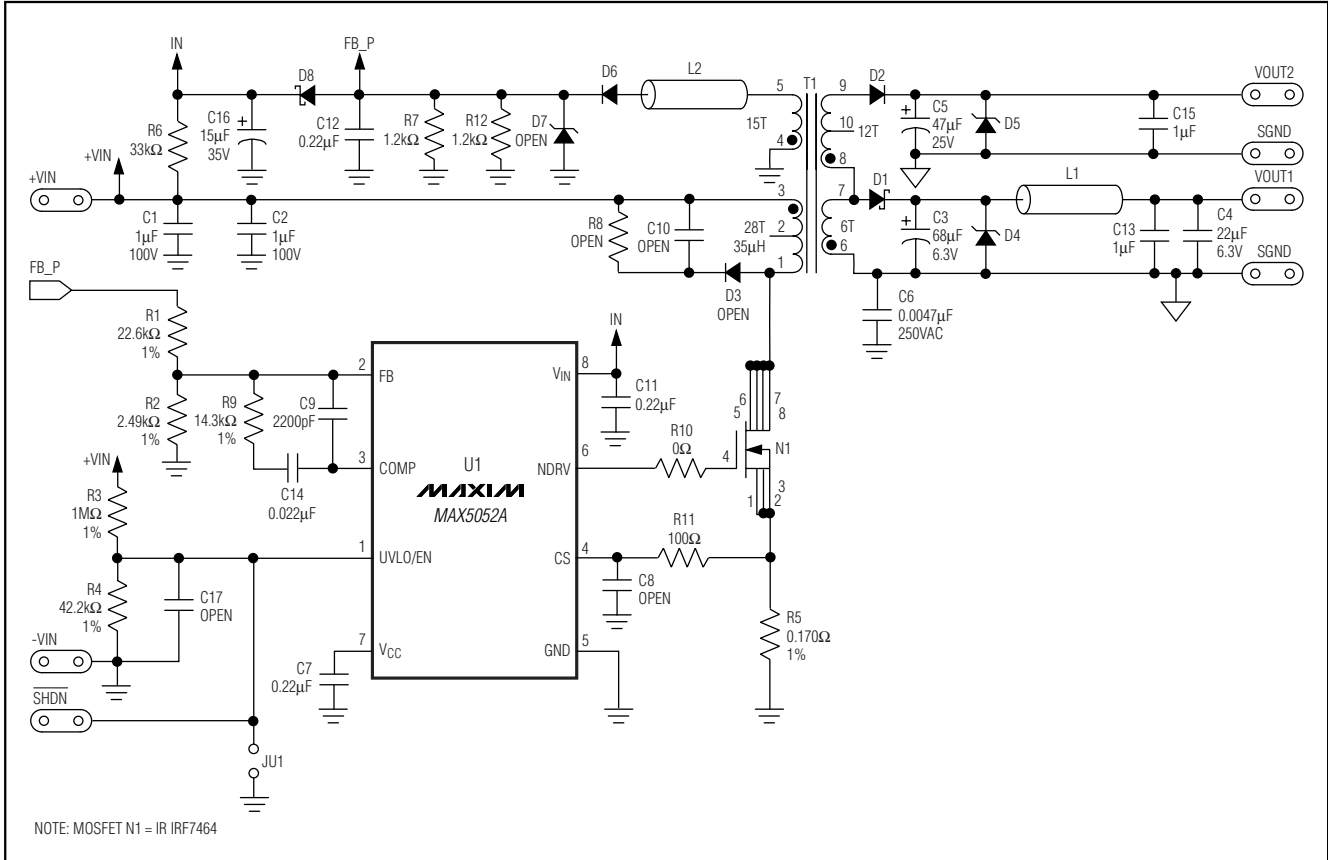 IN
FB_P
D8
D6
L2
5
T1
9
D2
VOUT2
R6
33kΩ
C16
15µF
35V
C12
0.22µF
R7
1.2kΩ
R12
1.2kΩ
D7
OPEN
15T
4
10
12T
8
C5
47µF
25V
D5
C15
1µF
SGND
+VIN
+VIN
3
7
D1
L1
VOUT1
C1
1µF
100V
C2
1µF
100V
R8
OPEN
C10
OPEN
28T
35µH
2
1
6T
6
C3
68µF
6.3V
D4
C13
1µF
C4
22µF
6.3V
SGND
D3
OPEN
C6
0.0047µF
250VAC
FB_P
R1
22.6kΩ
1%
R2
2.49kΩ
1%
R9
14.3kΩ
1%
C9
2200pF
C14
0.022µF
2
FB
3
COMP
1
UVLO/EN
7
VCC
U1
MAXIM
MAX5052A
VIN
8
IN
C11
0.22µF
NDRV
6
R10
0Ω
4
5
6
7
8
N1
1
2
3
CS
4
R11
100Ω
C8
OPEN
R5
0.170Ω
1%
GND
5
+VIN
R3
1MΩ
1%
R4
42.2kΩ
1%
C17
OPEN
-VIN
C7
0.22µF
SHDN
JU1
NOTE: MOSFET N1 = IR IRF7464